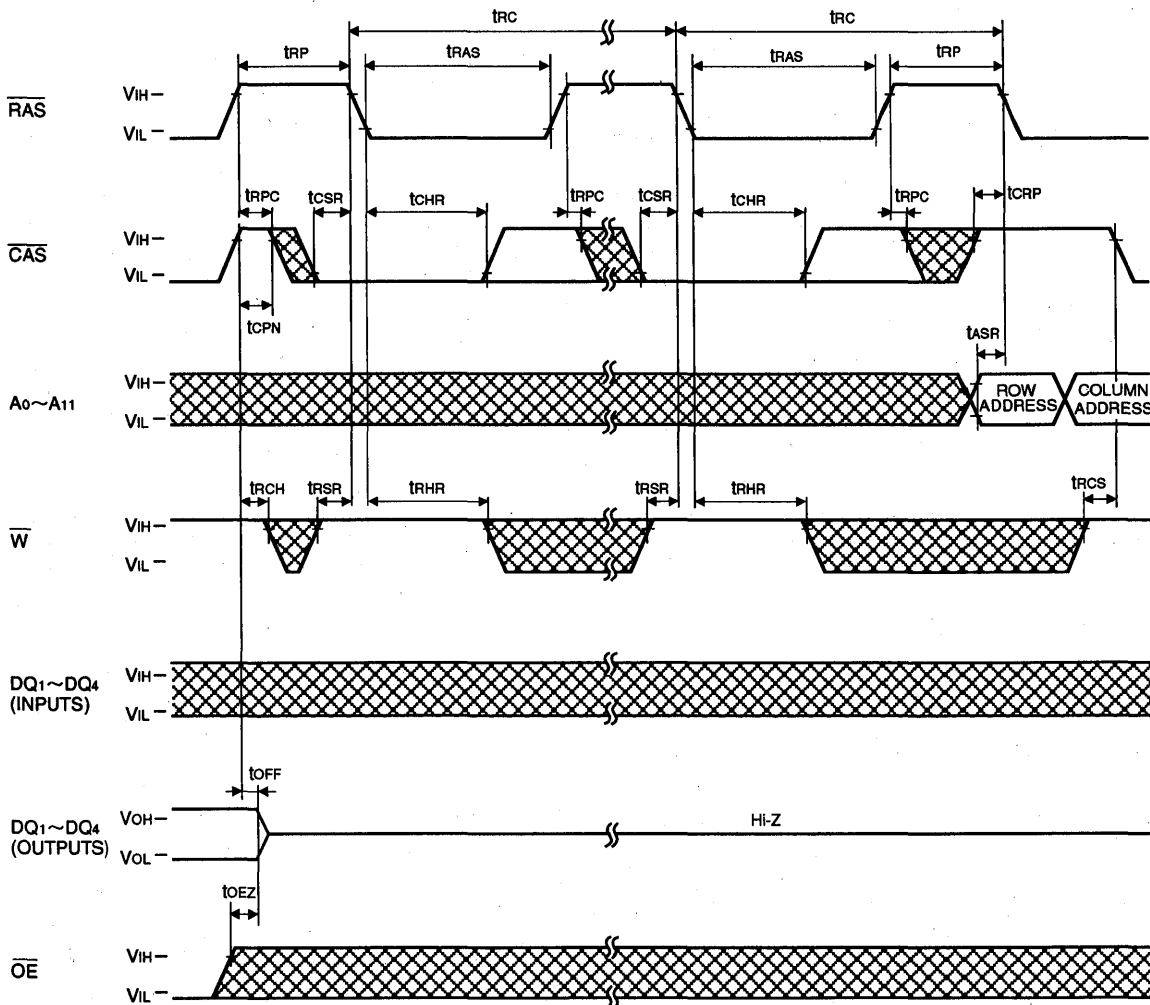 tRC tRC
tRP tRAS tRAS tRP
RAS
VIH
VIL
tRPC tCSR tCHR tRPC tCSR tCHR tRPC tCRP
CAS
VIH
VIL
tCPN
tASR
A0~A11
VIH
VIL
ROW ADDRESS
COLUMN ADDRESS
tRCH tRSR tRHR tRSR tRHR tRCS
W
VIH
VIL
DQ1~DQ4
(INPUTS)
VIH
VIL
tOFF
DQ1~DQ4
(OUTPUTS)
VOH
VOL
Hi-Z
tOEZ
OE
VIH
VIL